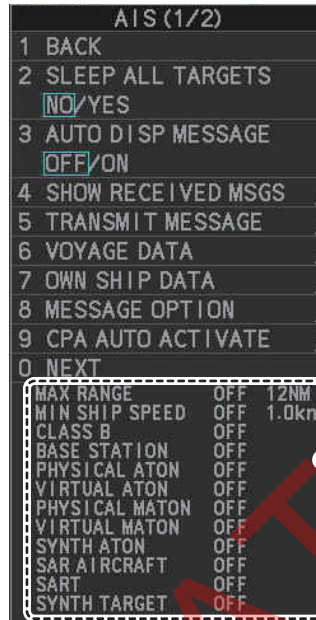 AIS(1/2)
1 BACK
2 SLEEP ALL TARGETS
NO/YES
3 AUTO DISP MESSAGE
OFF/ON
4 SHOW RECEIVED MSGS
5 TRANSMIT MESSAGE
6 VOYAGE DATA
7 OWN SHIP DATA
8 MESSAGE OPTION
9 CPA AUTO ACTIVATE
0 NEXT
MAX RANGE OFF 12NM
MIN SHIP SPEED OFF 1.0kn
CLASS B OFF
BASE STATION OFF
PHYSICAL ATON OFF
VIRTUAL ATON OFF
PHYSICAL MATON OFF
VIRTUAL MATON OFF
SYNTH ATON OFF
SAR AIRCRAFT OFF
SART OFF
SYNTH TARGET OFF